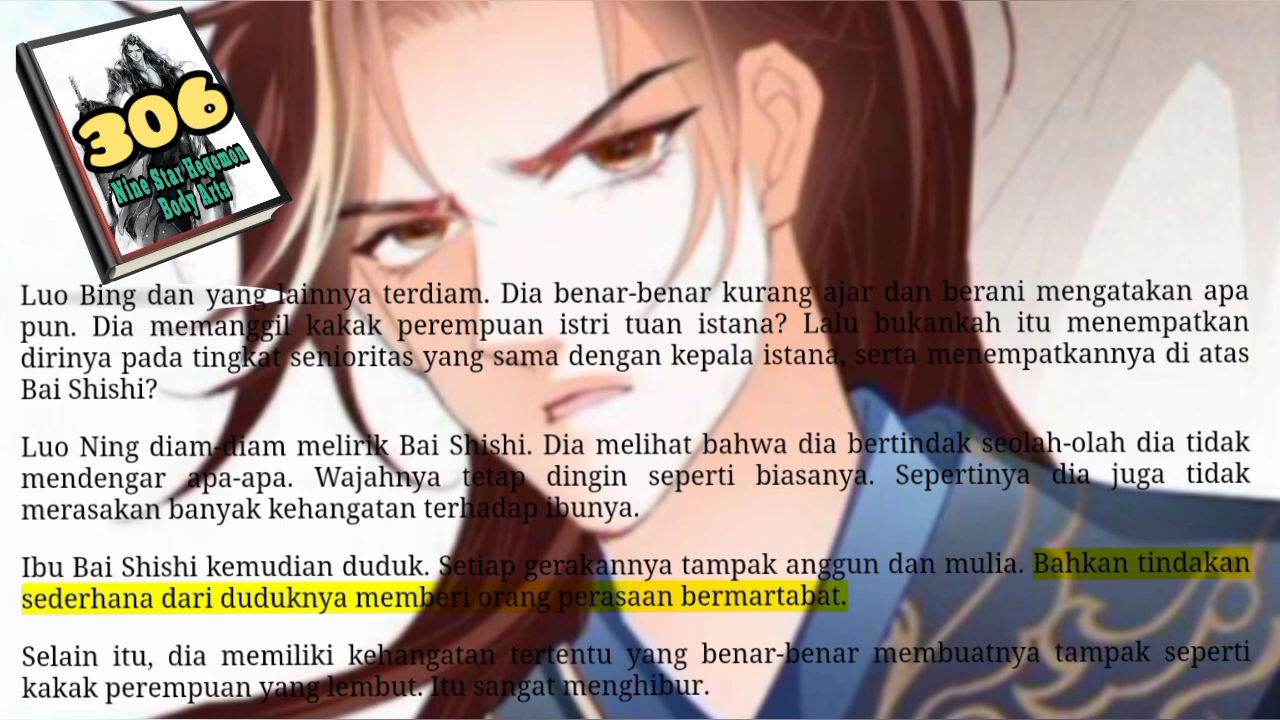 306
Nine Star Hegemon
Body Arts
Luo Bing dan yang lainnya terdiam. Dia benar-benar kurang ajar dan berani mengatakan apa
pun. Dia memanggil kakak perempuan istri tuan istana? Lalu bukankah itu menempatkan
dirinya pada tingkat senioritas yang sama dengan kepala istana, serta menempatkannya di atas
Bai Shishi?
Luo Ning diam-diam melirik Bai Shishi. Dia melihat bahwa dia bertindak seolah-olah dia tidak
mendengar apa-apa. Wajahnya tetap dingin seperti biasanya. Sepertinya dia juga tidak
merasakan banyak kehangatan terhadap ibunya.
Ibu Bai Shishi kemudian duduk. Setiap gerakannya tampak anggun dan mulia. Bahkan tindakan
sederhana dari duduknya memberi orang perasaan bermartabat.
Selain itu, dia memiliki kehangatan tertentu yang benar-benar membuatnya tampak seperti
kakak perempuan yang lembut. Itu sangat menghibur.